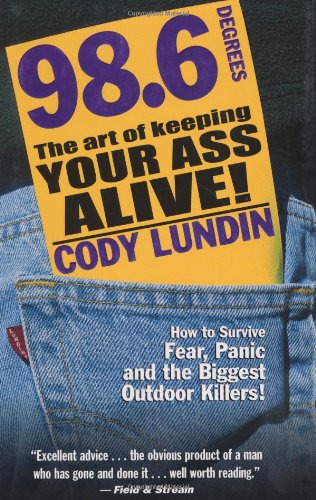 98.6 DEGREES
The art of keeping
YOUR ASS
ALIVE!
CODY LUNDIN
How to Survive
Fear, Panic
and the Biggest
Outdoor Killers!
LUNDIN
“Excellent advice . . . the obvious product of a man
who has gone and done it . . . well worth reading.”
— Field & Stream